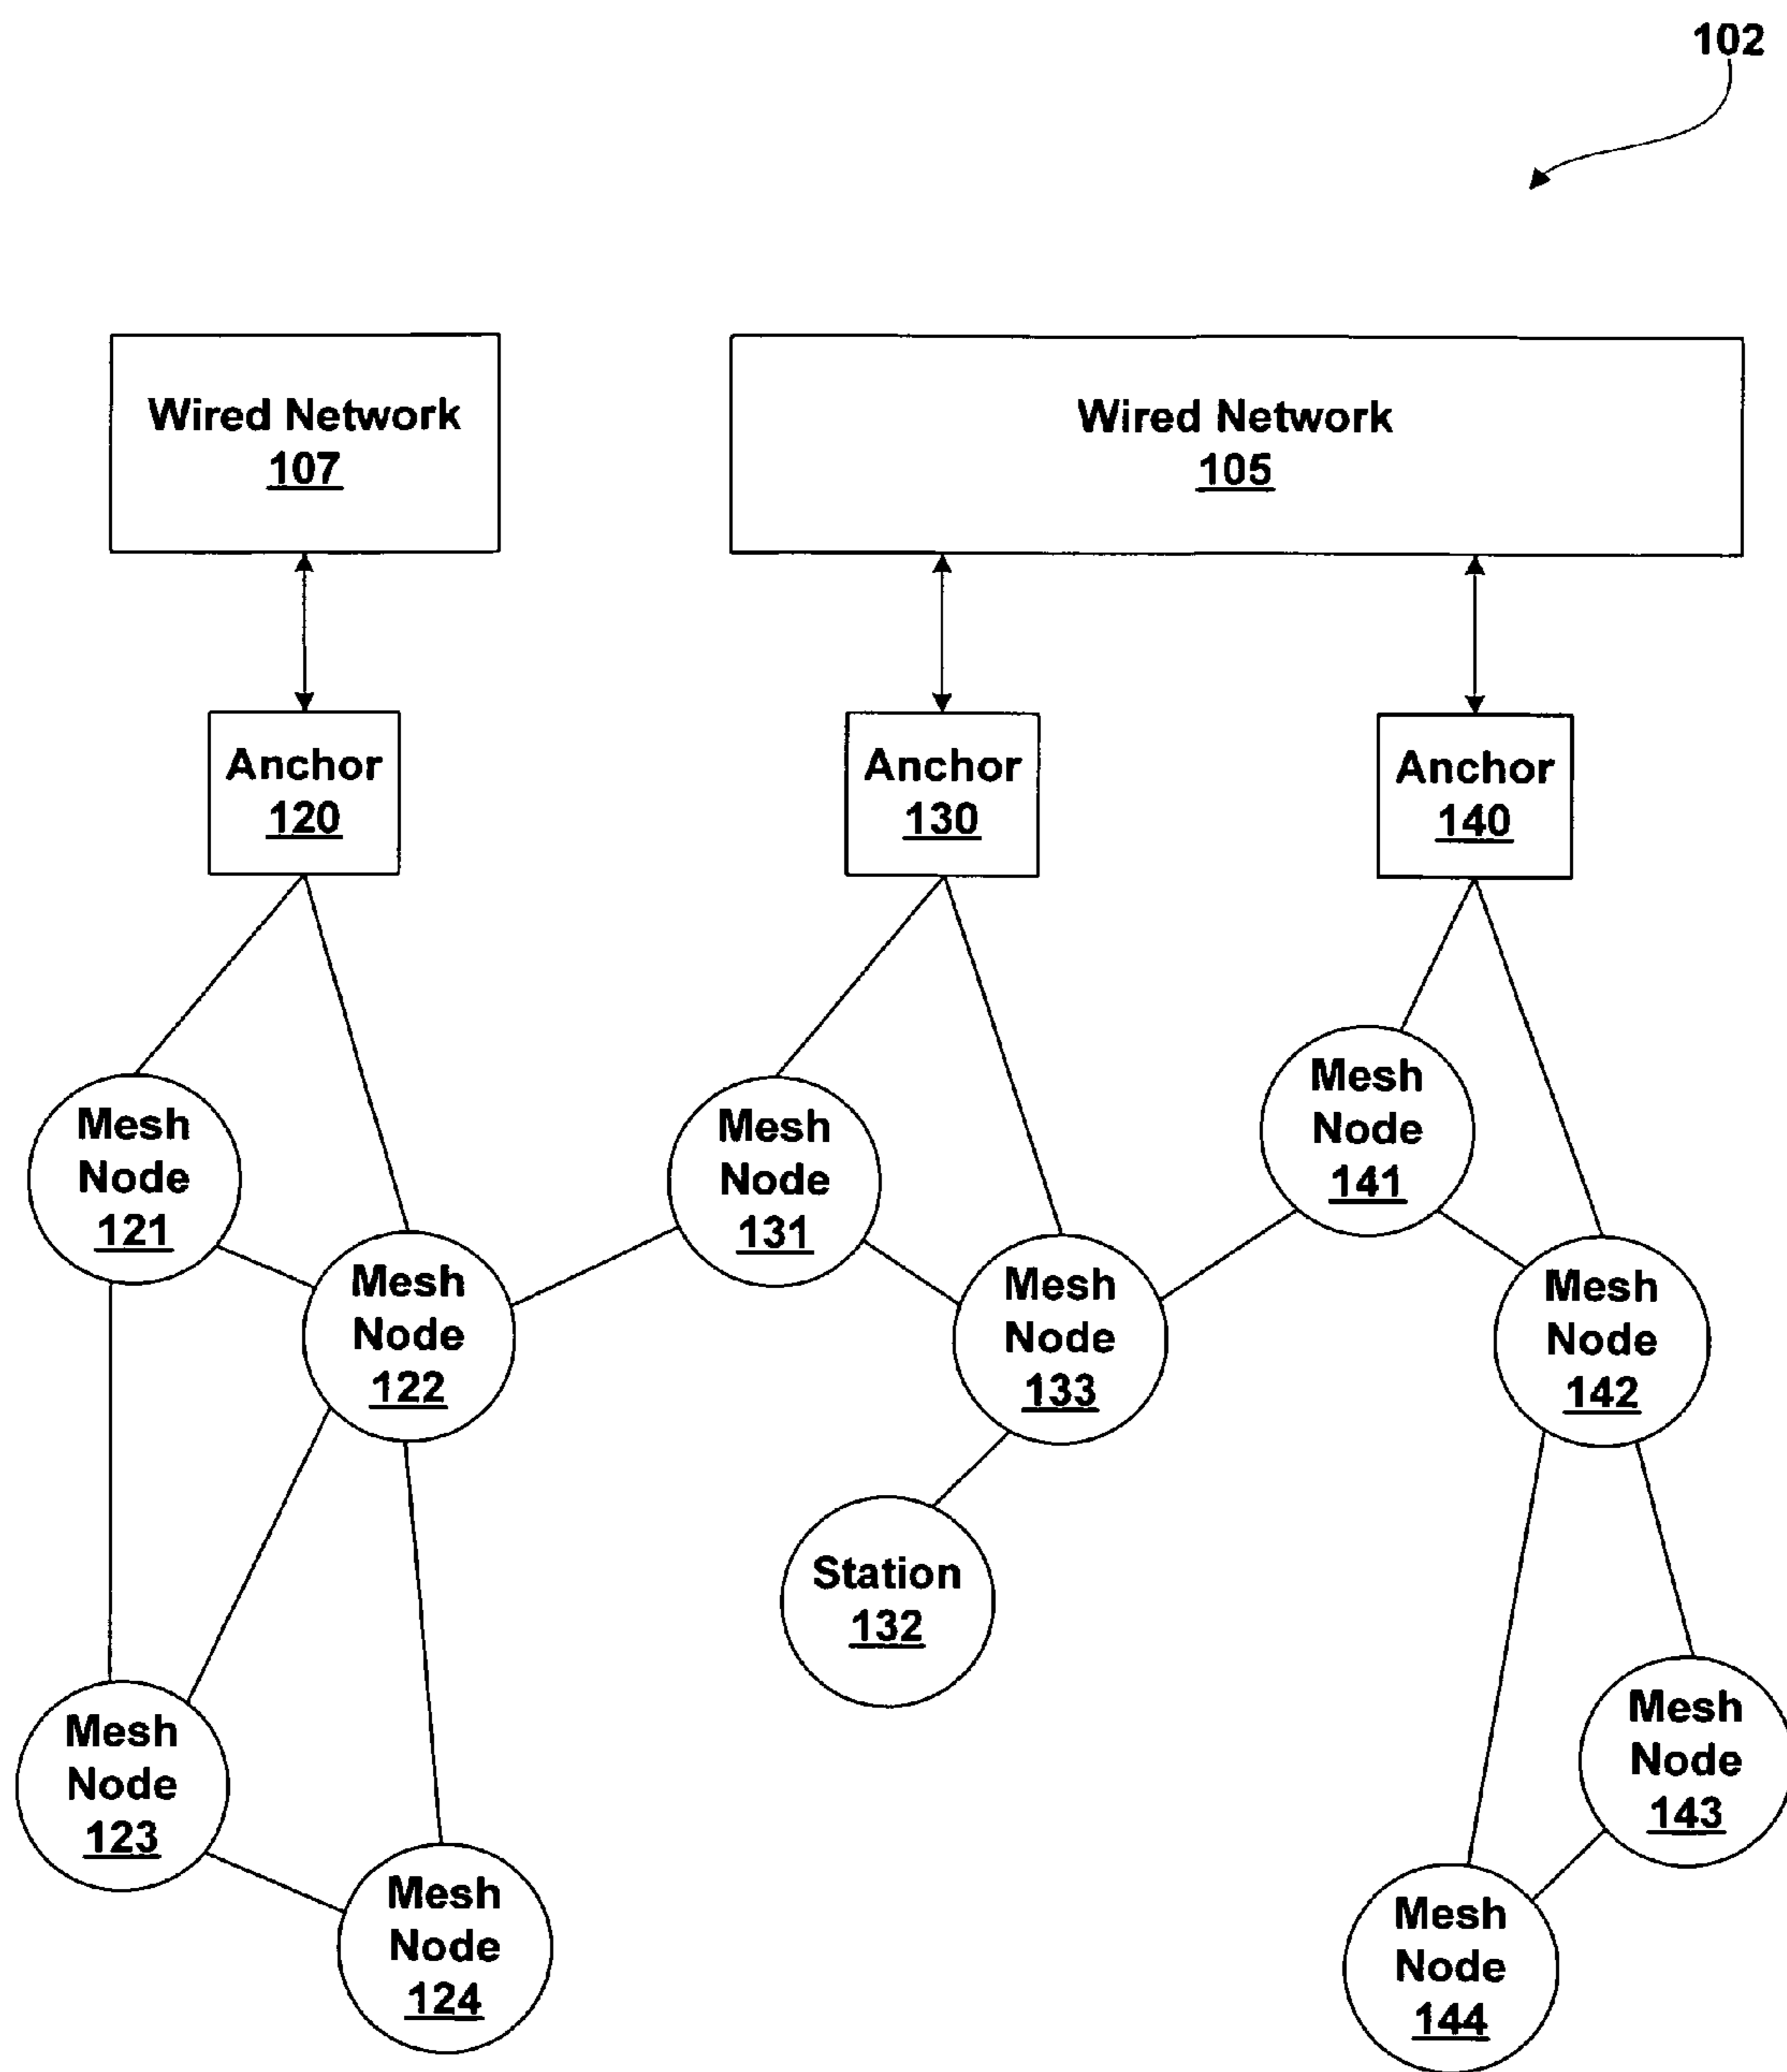 102
Wired Network
107
Wired Network
105
Anchor
120
Anchor
130
Anchor
140
Mesh
Node
121
Mesh
Node
122
Mesh
Node
131
Mesh
Node
133
Mesh
Node
141
Mesh
Node
142
Station
132
Mesh
Node
123
Mesh
Node
124
Mesh
Node
143
Mesh
Node
144